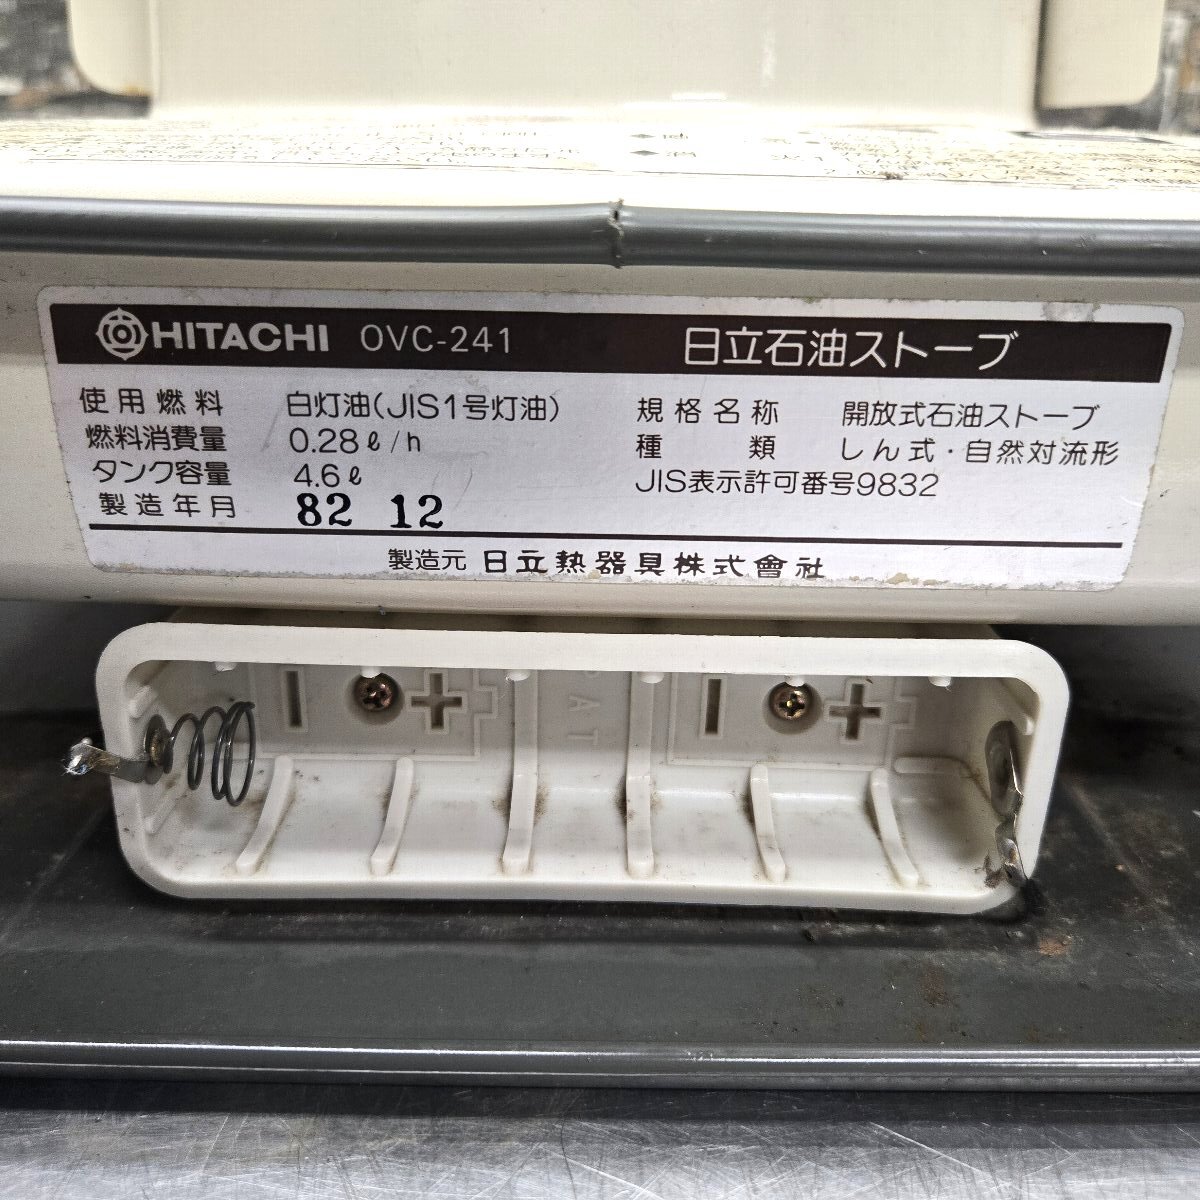 HITACHI OVC-241 日立石油ストーブ
使用燃料 白灯油(JIS1号灯油)
燃料消費量 0.28ℓ/h
タンク容量 4.6ℓ
製造年月 82 12
規格名称 開放式石油ストーブ
種類 しん式・自然対流形
JIS表示許可番号9832
製造元 日立熱器具株式會社
− + − +